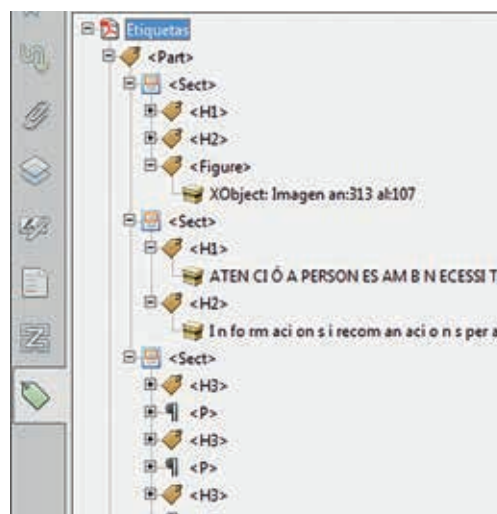 Etiquetas
<Part>
<Sect>
<H1>
<H2>
<Figure>
XObject: Imagen an:313 al:107
<Sect>
<H1>
ATEN CI Ó A PERSON ES AM B N ECESSI T
<H2>
I n fo rm aci on s i recom an aci o n s per a
<Sect>
<H3>
<P>
<H3>
<P>
<H3>